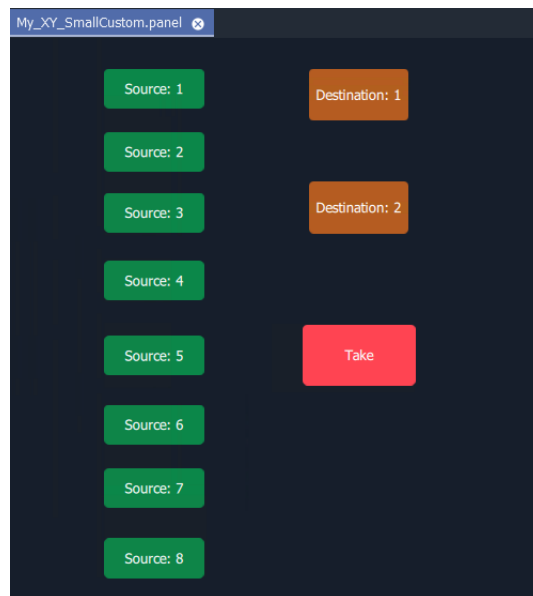 My_XY_SmallCustom.panel
Source: 1
Destination: 1
Source: 2
Source: 3
Destination: 2
Source: 4
Source: 5
Take
Source: 6
Source: 7
Source: 8